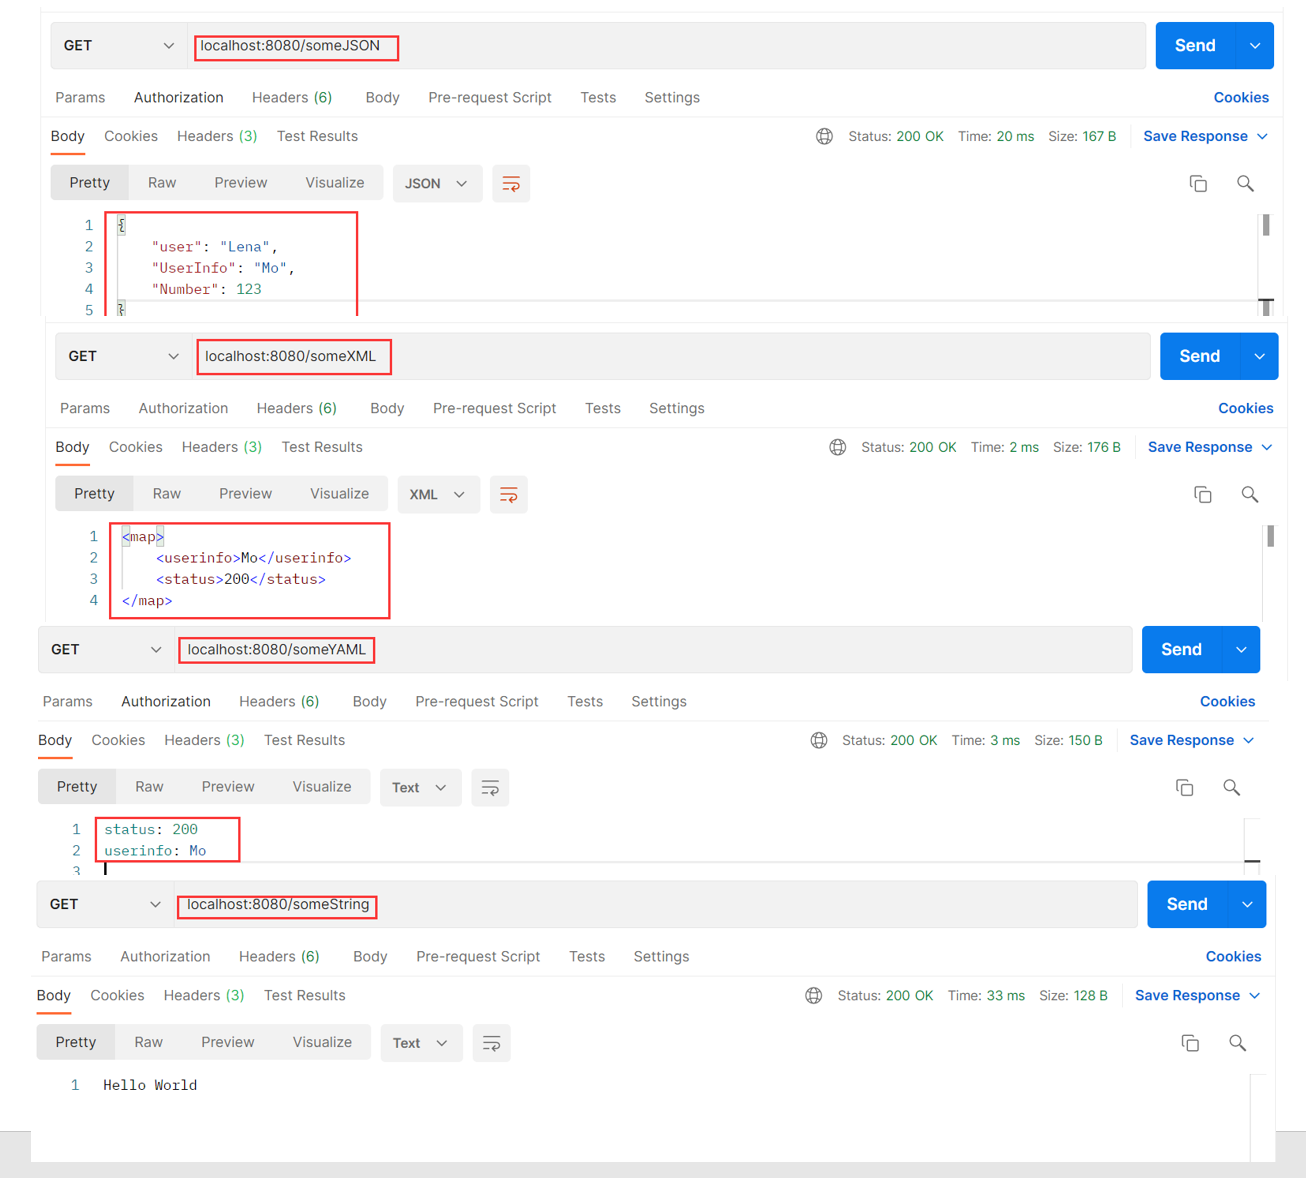 GET localhost:8080/someJSON Send
Params Authorization Headers (6) Body Pre-request Script Tests Settings Cookies
Body Cookies Headers (3) Test Results Status: 200 OK Time: 20 ms Size: 167 B Save Response
Pretty Raw Preview Visualize JSON
1 {
2 "user": "Lena",
3 "UserInfo": "Mo",
4 "Number": 123
5 }
GET localhost:8080/someXML Send
Params Authorization Headers (6) Body Pre-request Script Tests Settings Cookies
Body Cookies Headers (3) Test Results Status: 200 OK Time: 2 ms Size: 176 B Save Response
Pretty Raw Preview Visualize XML
1 <map>
2 <userinfo>Mo</userinfo>
3 <status>200</status>
4 </map>
GET localhost:8080/someYAML Send
Params Authorization Headers (6) Body Pre-request Script Tests Settings Cookies
Body Cookies Headers (3) Test Results Status: 200 OK Time: 3 ms Size: 150 B Save Response
Pretty Raw Preview Visualize Text
1 status: 200
2 userinfo: Mo
3
GET localhost:8080/someString Send
Params Authorization Headers (6) Body Pre-request Script Tests Settings Cookies
Body Cookies Headers (3) Test Results Status: 200 OK Time: 33 ms Size: 128 B Save Response
Pretty Raw Preview Visualize Text
1 Hello World